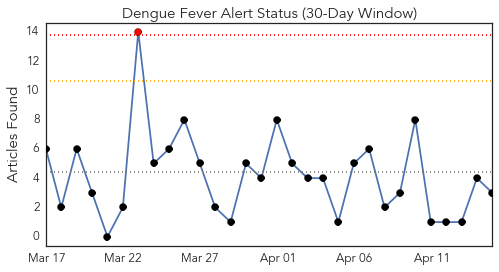 Dengue Fever Alert Status (30-Day Window)
Articles Found
14
12
10
8
6
4
2
0
Mar 17 Mar 22 Mar 27 Apr 01 Apr 06 Apr 11